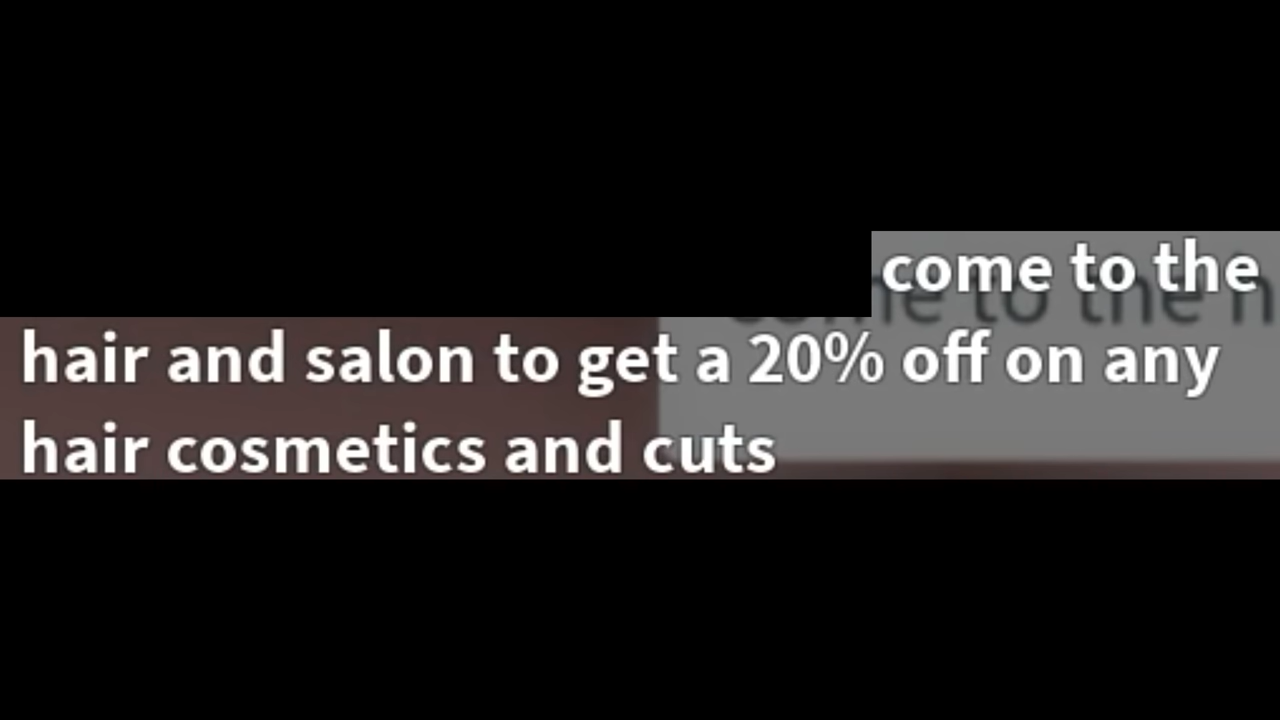 come to the
hair and salon to get a 20% off on any
hair cosmetics and cuts